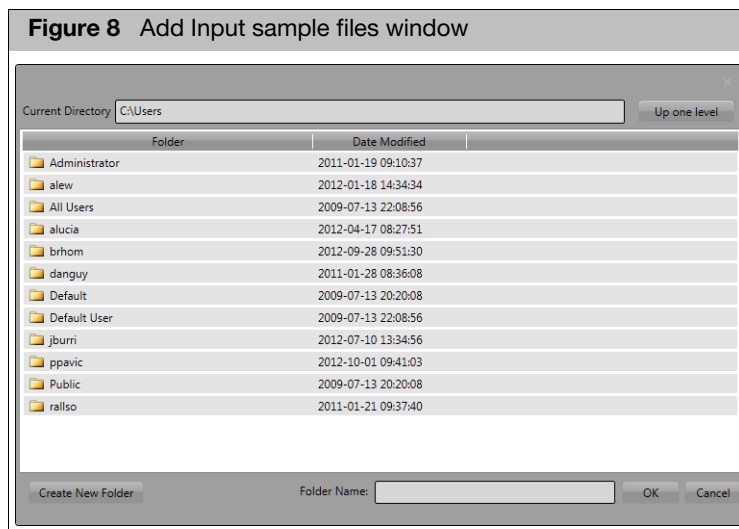 Figure 8 Add Input sample files window
Current Directory C:\Users Up one level
Folder Date Modified
Administrator 2011-01-19 09:10:37
alew 2012-01-18 14:34:34
All Users 2009-07-13 22:08:56
alucia 2012-04-17 08:27:51
brhom 2012-09-28 09:51:30
danguy 2011-01-28 08:36:08
Default 2009-07-13 20:20:08
Default User 2009-07-13 22:08:56
jburri 2012-07-10 13:34:56
ppavic 2012-10-01 09:41:03
Public 2009-07-13 20:20:08
rallso 2011-01-21 09:37:40
Create New Folder Folder Name: OK Cancel